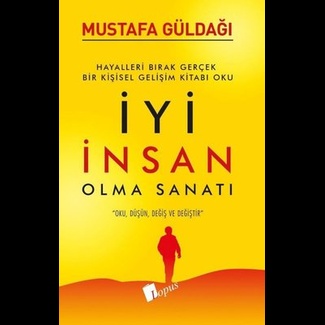 MUSTAFA GÜLDAĞI
HAYALLERİ BIRAK GERÇEK
BİR KİŞİSEL GELİŞİM KİTABI OKU
İYİ
İNSAN
OLMA SANATI
"OKU, DÜŞÜN, DEĞİŞ VE DEĞİŞTİR"
opus